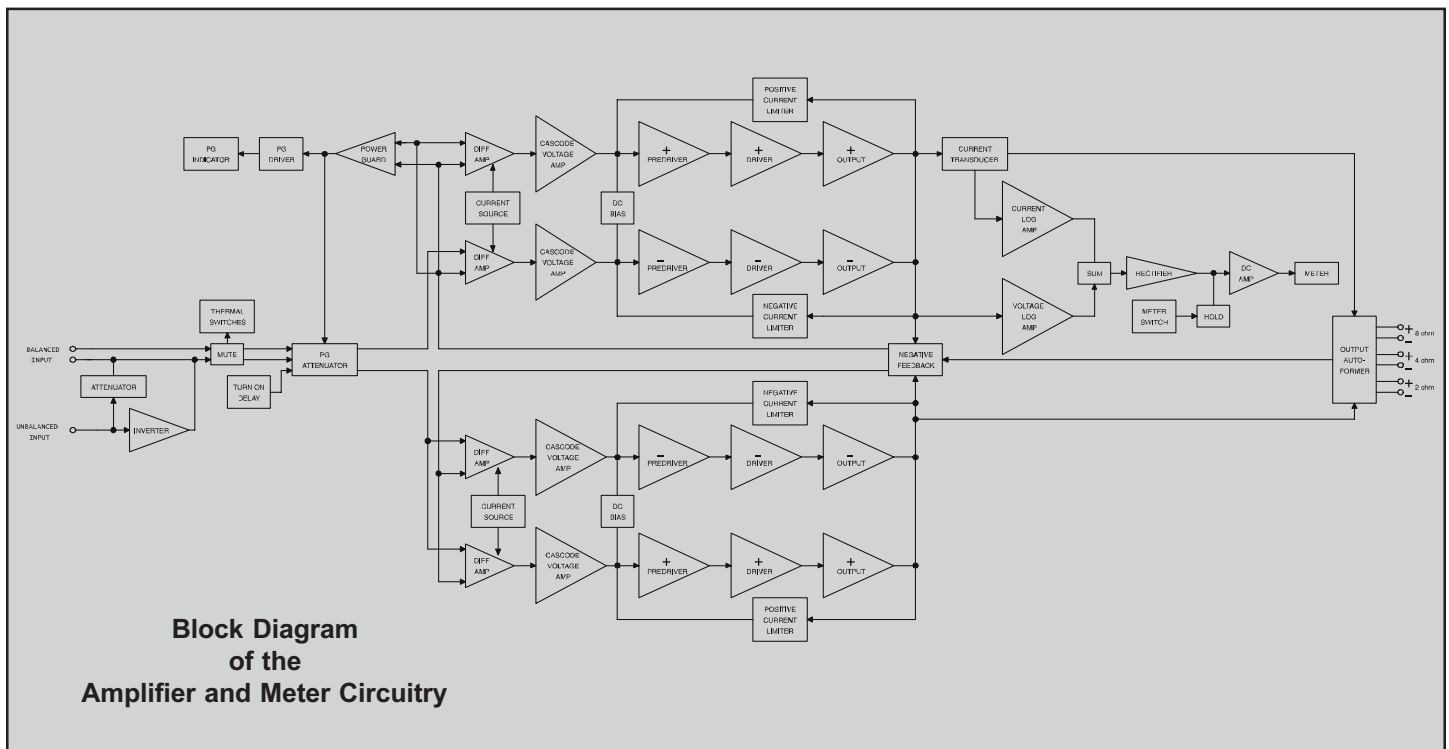 POSITIVE
CURRENT
LIMITER
PG
INDICATOR
PG
DRIVER
POWER
GUARD
DIFF
AMP
CASCODE
VOLTAGE
AMP
+
PREDRIVER
+
DRIVER
+
OUTPUT
CURRENT
TRANSDUCER
CURRENT
SOURCE
DC
BIAS
CURRENT
LOG
AMP
DIFF
AMP
CASCODE
VOLTAGE
AMP
−
PREDRIVER
−
DRIVER
−
OUTPUT
SUM
RECTIFIER
DC
AMP
METER
THERMAL
SWITCHES
NEGATIVE
CURRENT
LIMITER
VOLTAGE
LOG
AMP
METER
SWITCH
HOLD
BALANCED
INPUT
MUTE
PG
ATTENUATOR
NEGATIVE
FEEDBACK
OUTPUT
AUTO-
FORMER
+ 8 ohm
−
+ 4 ohm
−
+ 2 ohm
−
ATTENUATOR
TURN ON
DELAY
UNBALANCED
INPUT
INVERTER
NEGATIVE
CURRENT
LIMITER
DIFF
AMP
CASCODE
VOLTAGE
AMP
−
PREDRIVER
−
DRIVER
−
OUTPUT
CURRENT
SOURCE
DC
BIAS
DIFF
AMP
CASCODE
VOLTAGE
AMP
+
PREDRIVER
+
DRIVER
+
OUTPUT
POSITIVE
CURRENT
LIMITER
Block Diagram
of the
Amplifier and Meter Circuitry